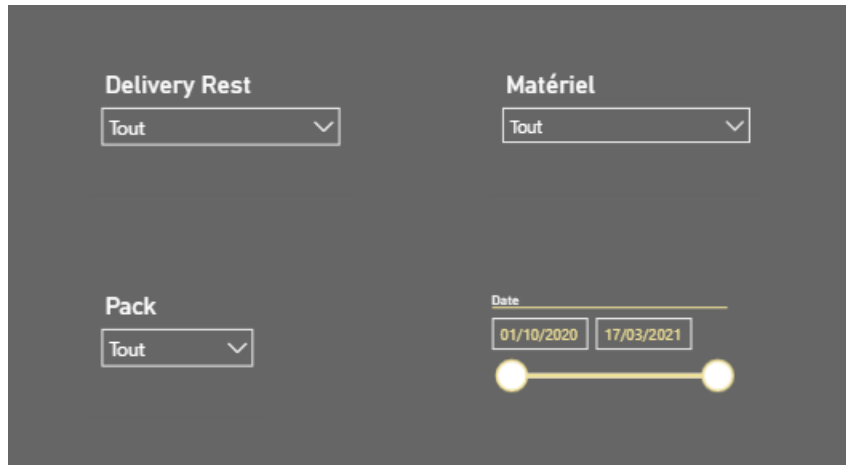 Delivery Rest
Tout
Matériel
Tout
Pack
Tout
Date
01/10/2020 17/03/2021